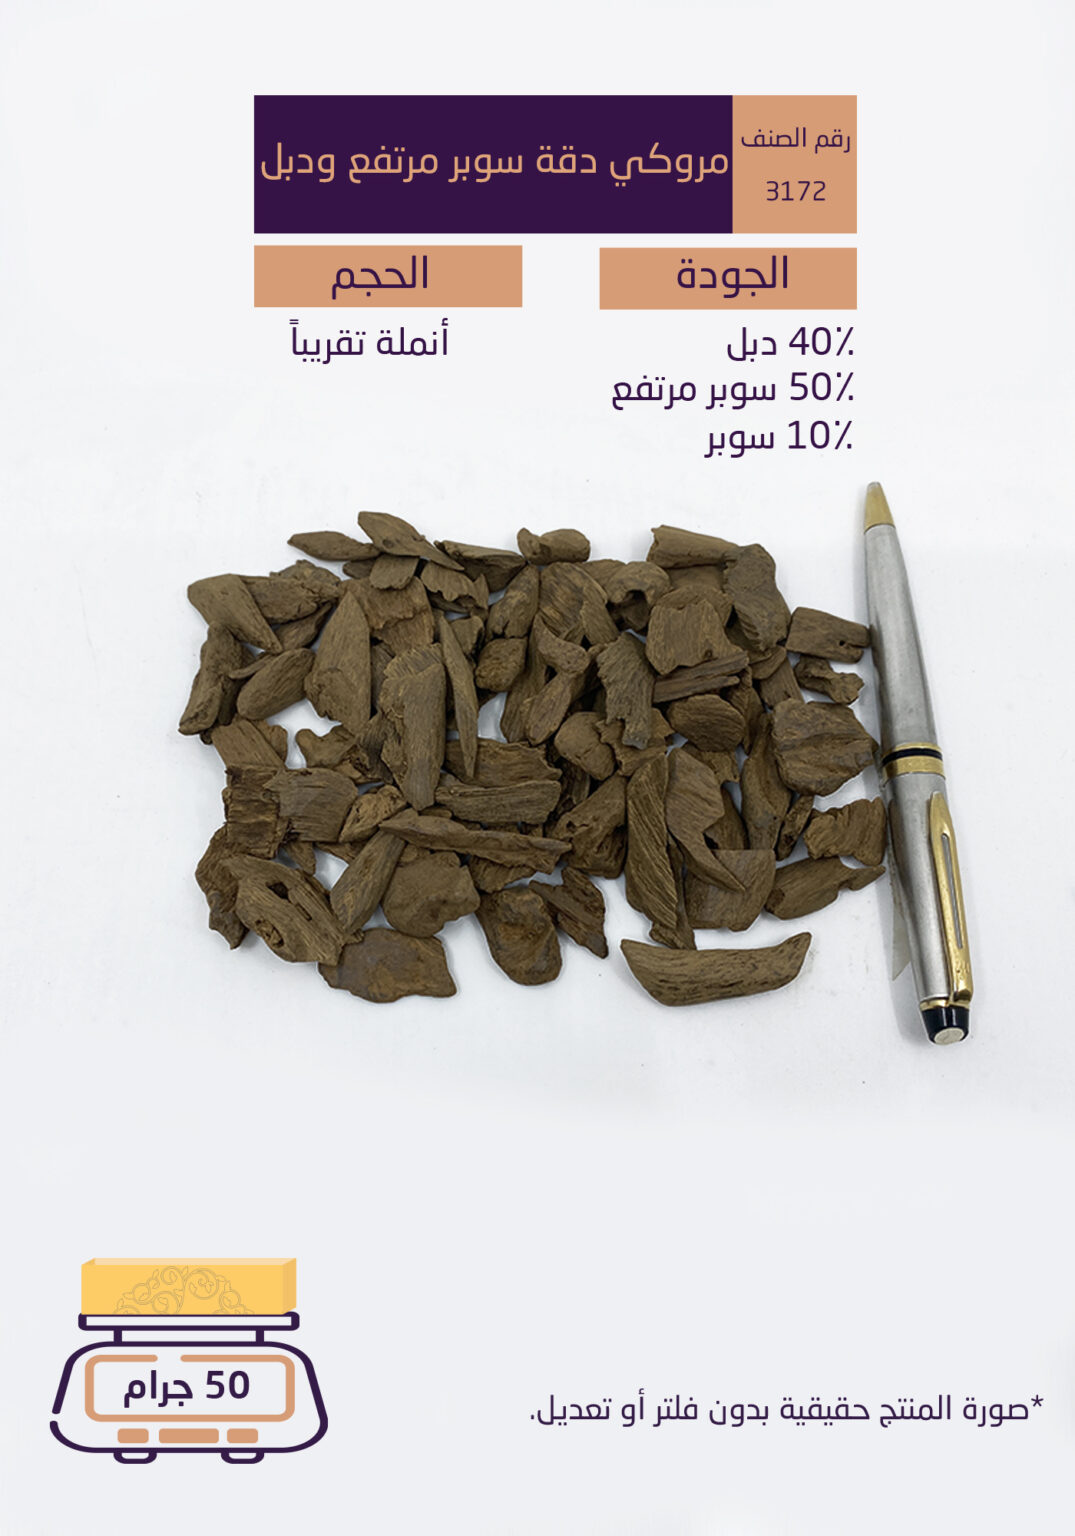 رقم الصنف
3172
مروكي دقة سوبر مرتفع ودبل
الجودة
40٪ دبل
50٪ سوبر مرتفع
10٪ سوبر
الحجم
أنملة تقريباً
50 جرام
*صورة المنتج حقيقية بدون فلتر أو تعديل.